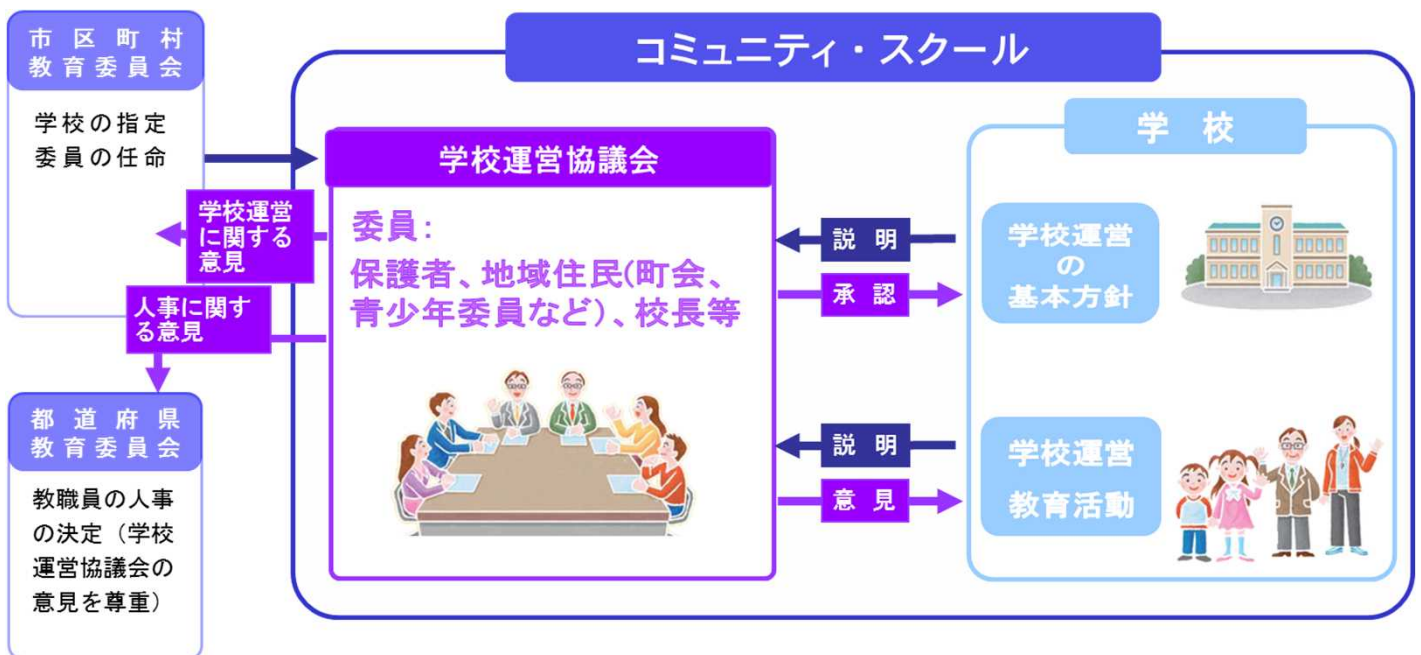 市区町村
教育委員会
学校の指定
委員の任命
学校運営
に関する
意見
人事に関す
る意見
都道府県
教育委員会
教職員の人事
の決定（学校
運営協議会の
意見を尊重）
コミュニティ・スクール
学校運営協議会
委員：
保護者、地域住民(町会、
青少年委員など)、校長等
説明
承認
説明
意見
学校
学校運営
の
基本方針
学校運営
教育活動